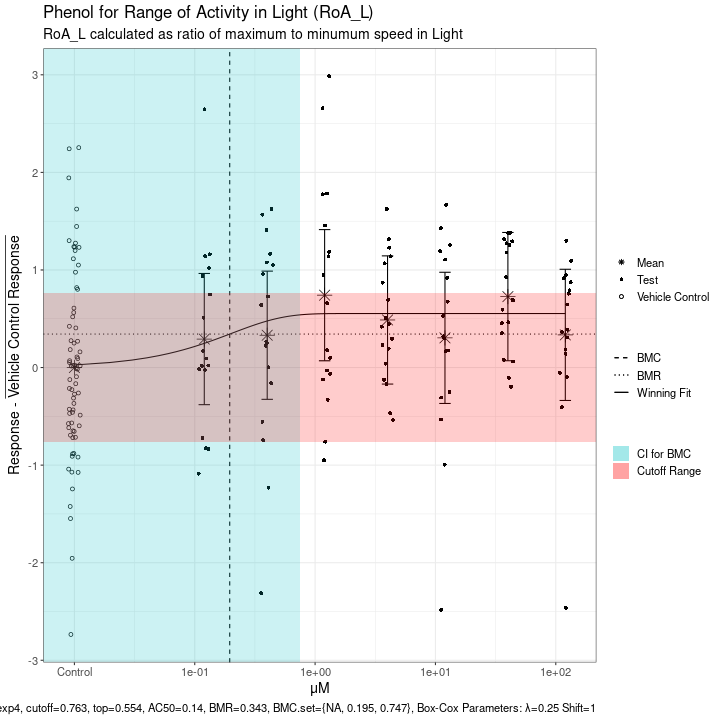 Phenol for Range of Activity in Light (RoA_L)
RoA_L calculated as ratio of maximum to minumum speed in Light
Response - Vehicle Control Response
3
2
1
0
-1
-2
-3
Control
1e-01
1e+00
1e+01
1e+02
µM
Mean
Test
Vehicle Control
BMC
BMR
Winning Fit
CI for BMC
Cutoff Range
exp4, cutoff=0.763, top=0.554, AC50=0.14, BMR=0.343, BMC.set={NA, 0.195, 0.747}, Box-Cox Parameters: λ=0.25 Shift=1